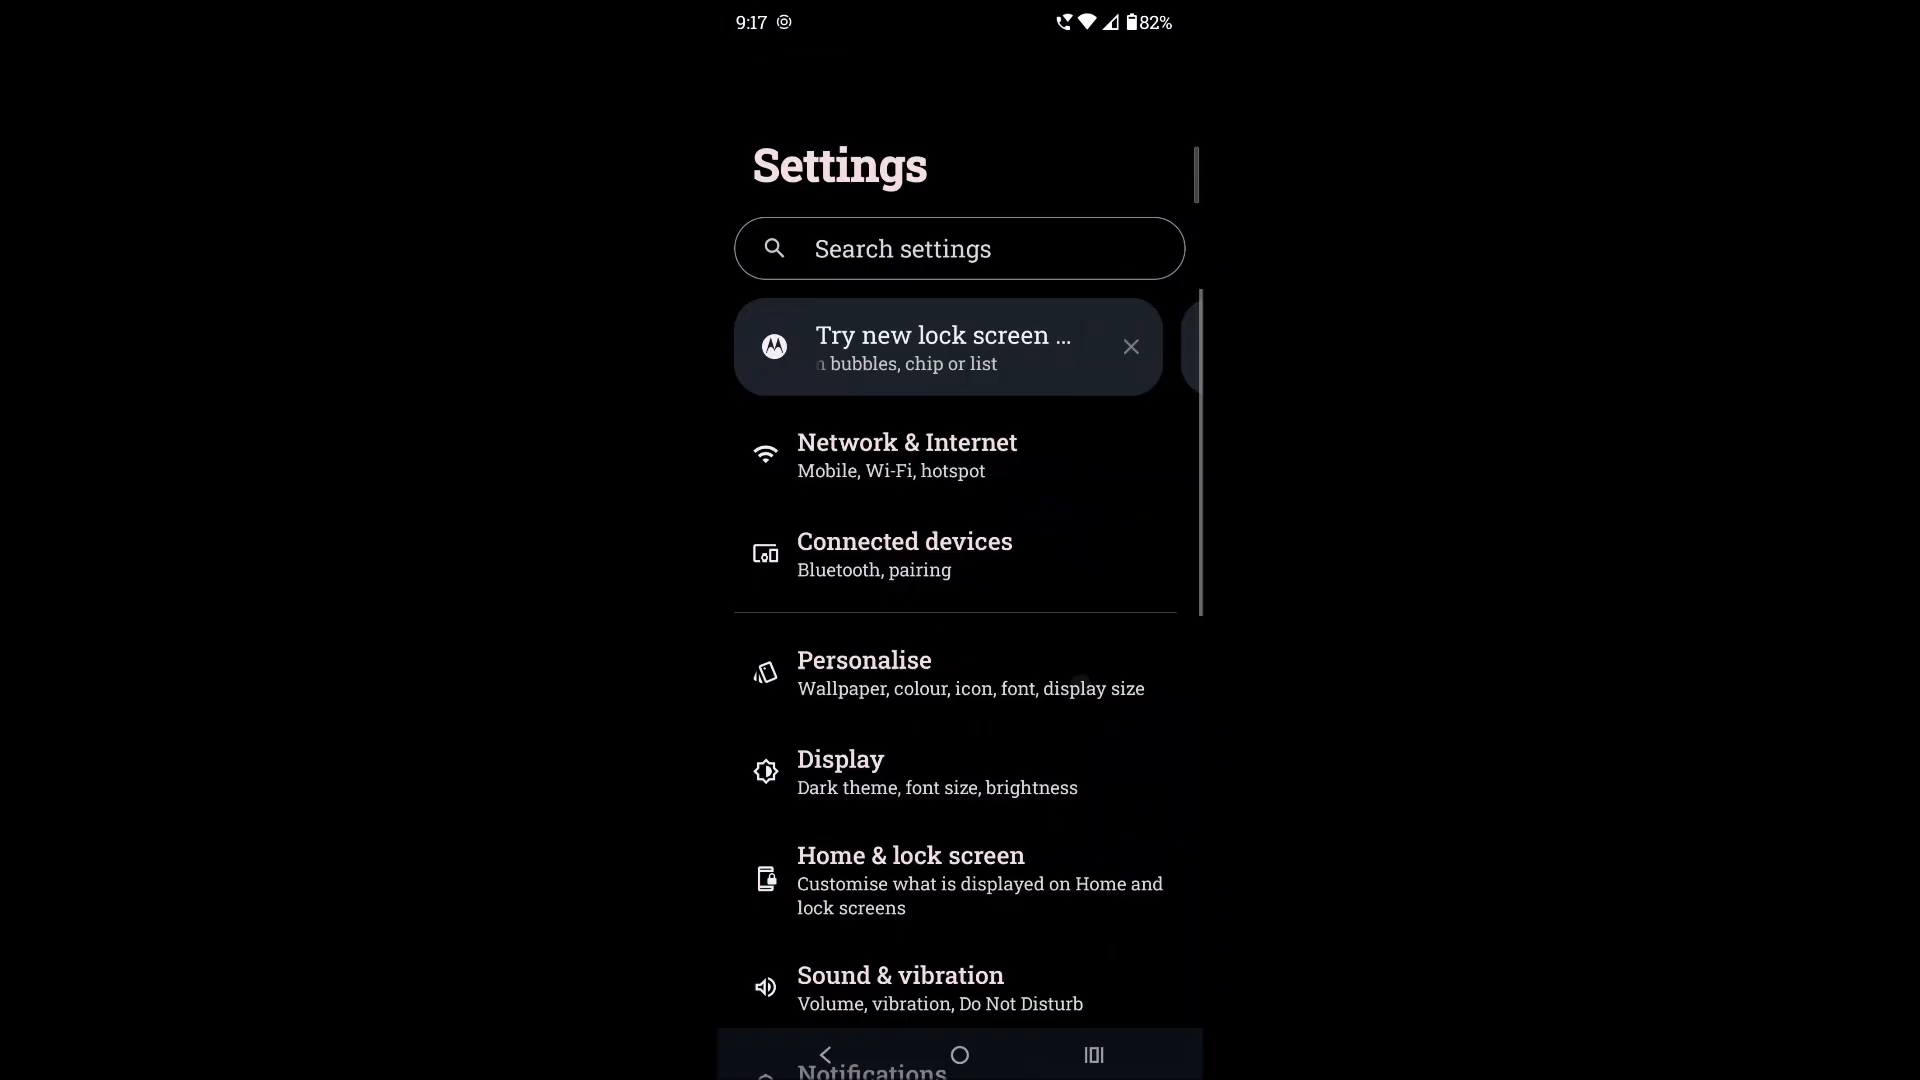 9:17 82%
Settings
Search settings
Try new lock screen ...
n bubbles, chip or list
Network & Internet
Mobile, Wi-Fi, hotspot
Connected devices
Bluetooth, pairing
Personalise
Wallpaper, colour, icon, font, display size
Display
Dark theme, font size, brightness
Home & lock screen
Customise what is displayed on Home and
lock screens
Sound & vibration
Volume, vibration, Do Not Disturb
Notifications